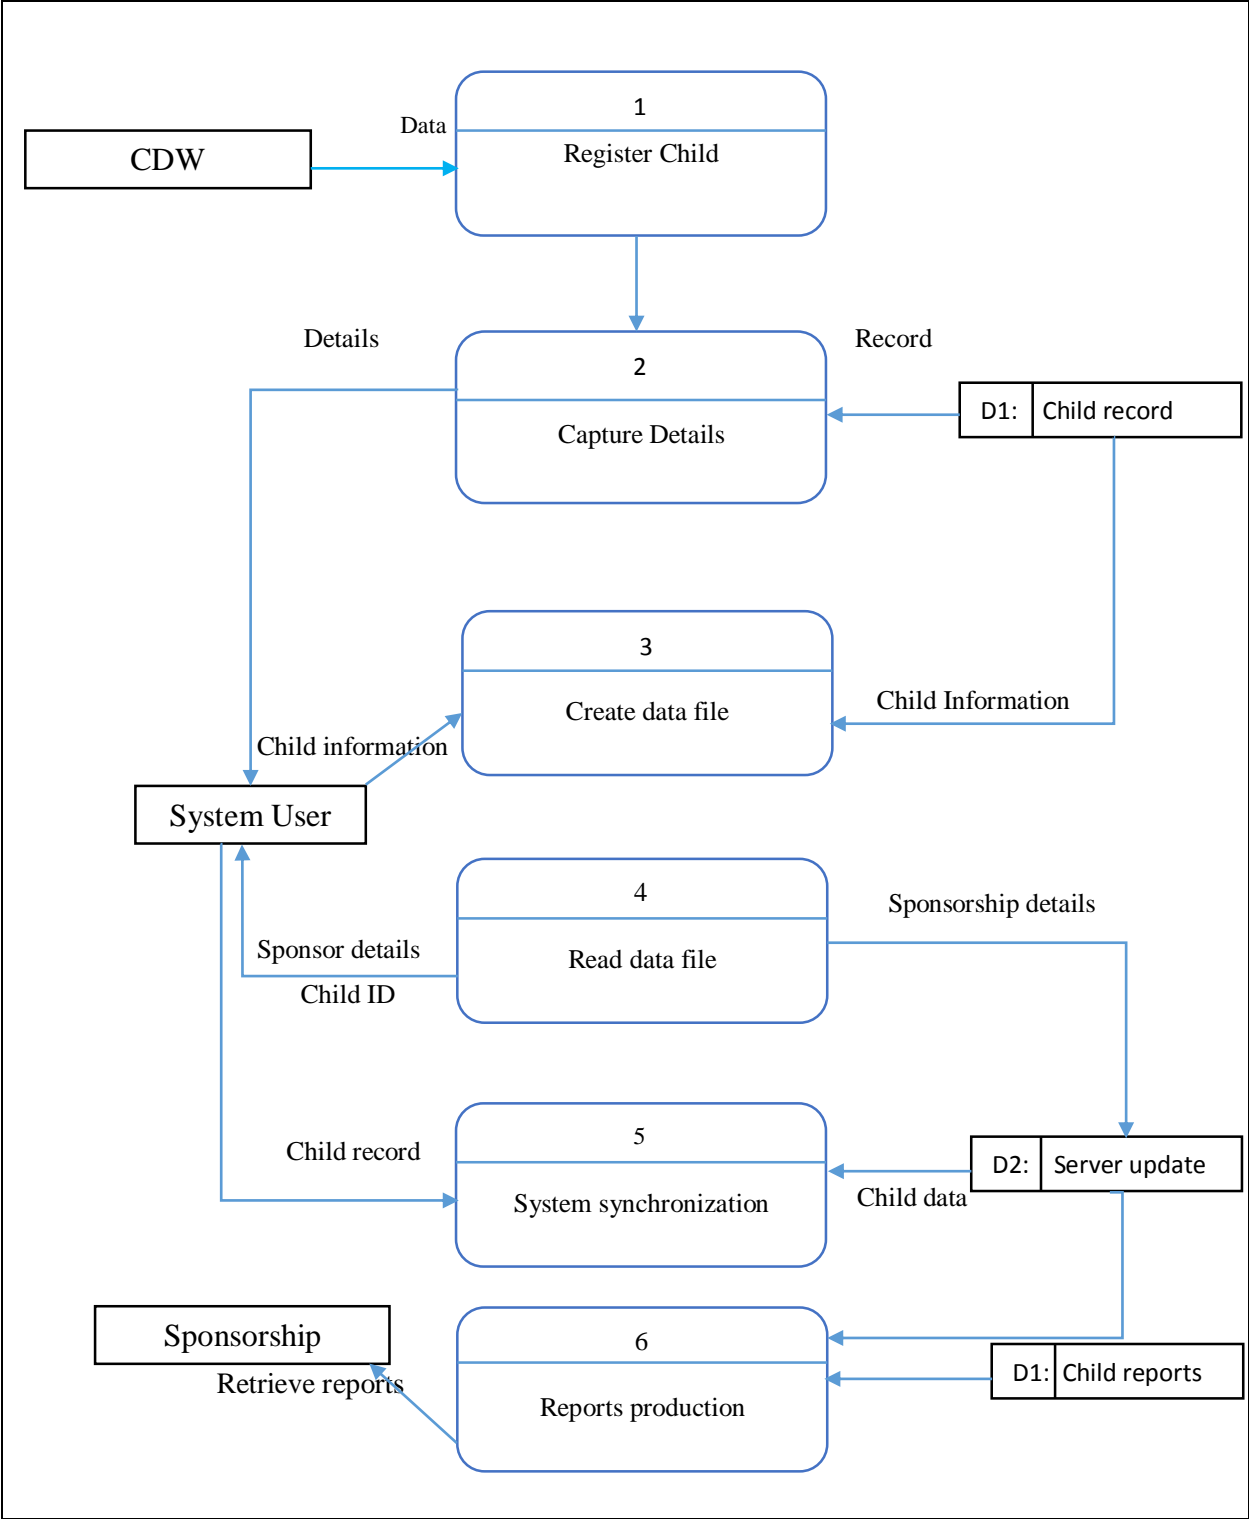 1
Data
CDW
Register Child
Details
Record
2
D1:
Child record
Capture Details
3
Child Information
Create data file
Child information
System User
4
Sponsorship details
Sponsor details
Read data file
Child ID
5
Child record
D2:
Server update
Child data
System synchronization
Sponsorship
6
Retrieve reports
D1:
Child reports
Reports production